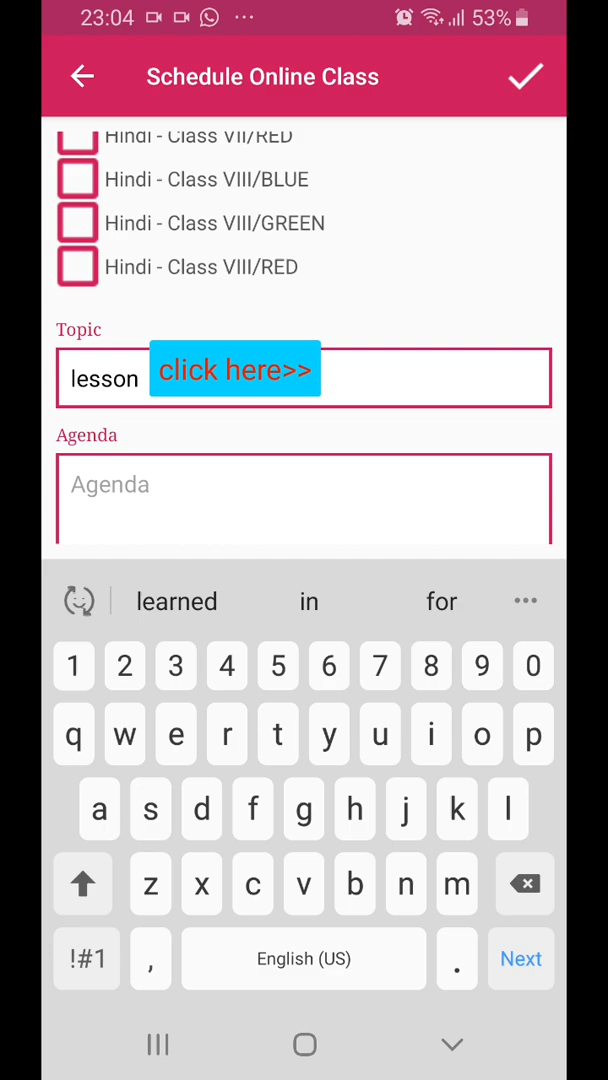 23:04 ... 53%
Schedule Online Class
Hindi - Class VII/RED
Hindi - Class VIII/BLUE
Hindi - Class VIII/GREEN
Hindi - Class VIII/RED
Topic
lesson click here>>
Agenda
Agenda
learned in for ...
1 2 3 4 5 6 7 8 9 0
q w e r t y u i o p
a s d f g h j k l
z x c v b n m
!#1 , English (US) . Next